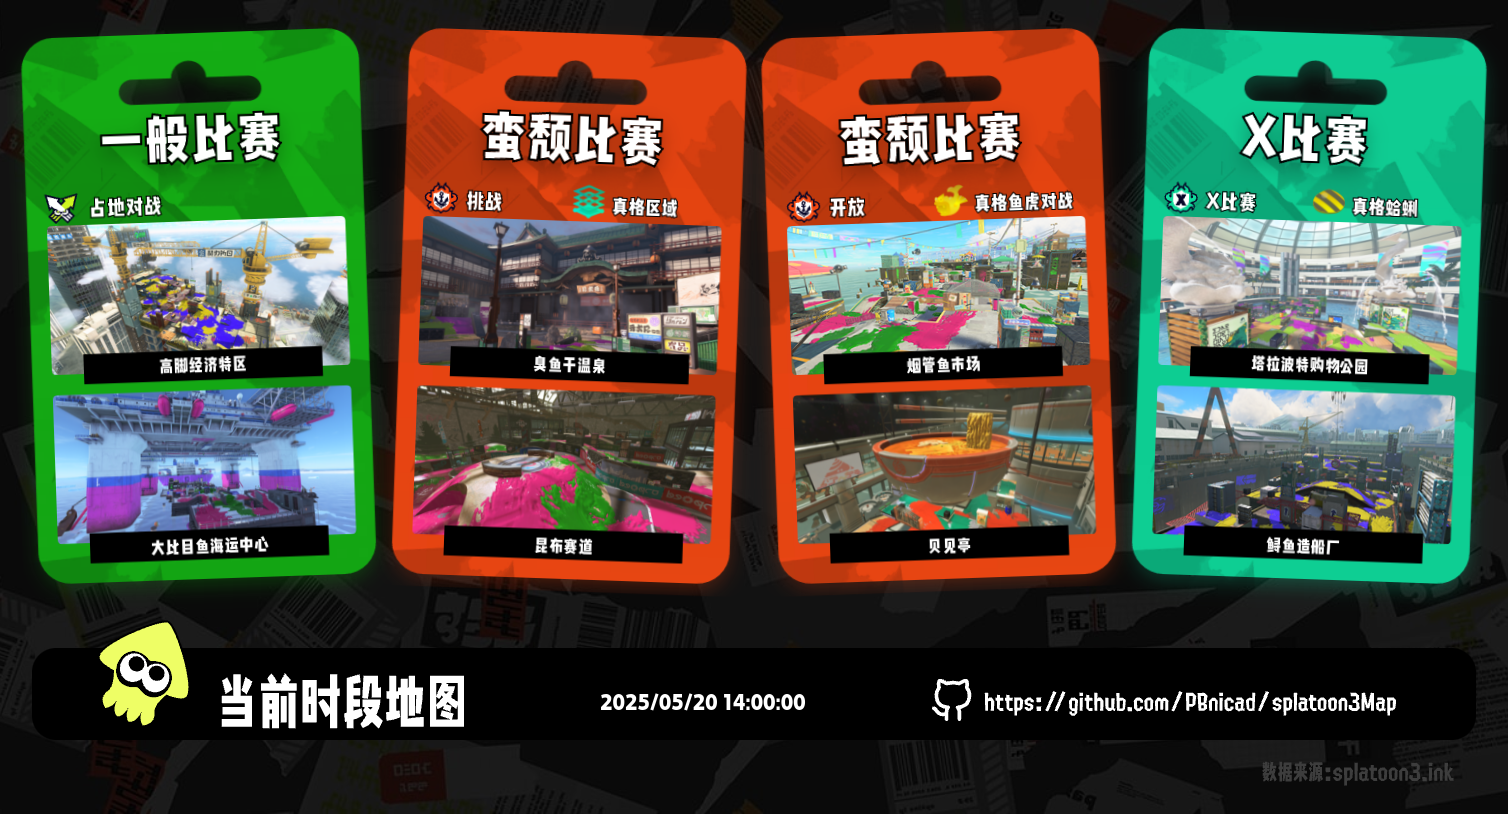 一般比赛
占地对战
高脚经济特区
大比目鱼海运中心
蛮颓比赛
挑战
真格区域
臭鱼干温泉
昆布赛道
蛮颓比赛
开放
真格鱼虎对战
烟管鱼市场
贝贝亭
X比赛
X比赛
真格蛤蜊
塔拉波特购物公园
鲟鱼造船厂
当前时段地图
2025/05/20 14:00:00
https://github.com/PBnicad/splatoon3Map
数据来源:splatoon3.ink